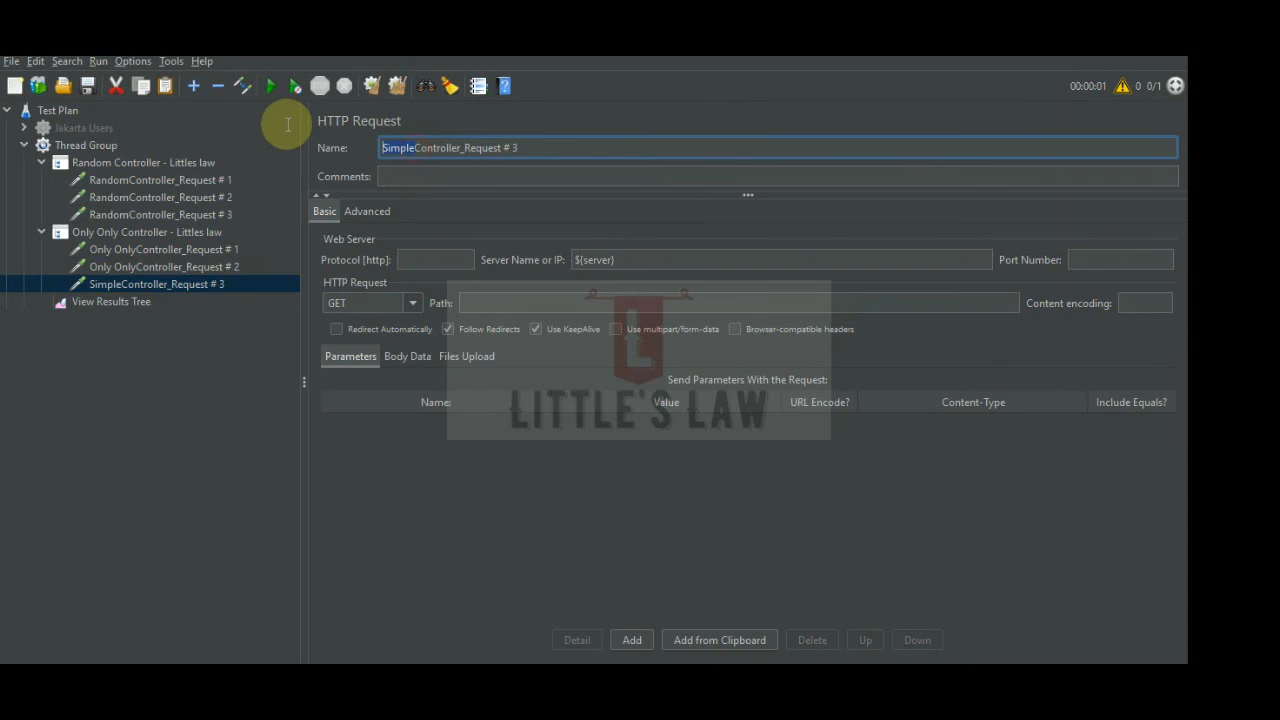 File Edit Search Run Options Tools Help
00:00:01 0 0/1
Test Plan
Jakarta Users
Thread Group
Random Controller - Littles law
RandomController_Request # 1
RandomController_Request # 2
RandomController_Request # 3
Only Only Controller - Littles law
Only OnlyController_Request # 1
Only OnlyController_Request # 2
SimpleController_Request # 3
View Results Tree
HTTP Request
Name: SimpleController_Request # 3
Comments:
Basic Advanced
Web Server
Protocol [http]: Server Name or IP: ${server} Port Number:
HTTP Request
GET Path: Content encoding:
Redirect Automatically Follow Redirects Use KeepAlive Use multipart/form-data Browser-compatible headers
Parameters Body Data Files Upload
Send Parameters With the Request:
Name: Value URL Encode? Content-Type Include Equals?
L
LITTLE'S LAW
Detail Add Add from Clipboard Delete Up Down